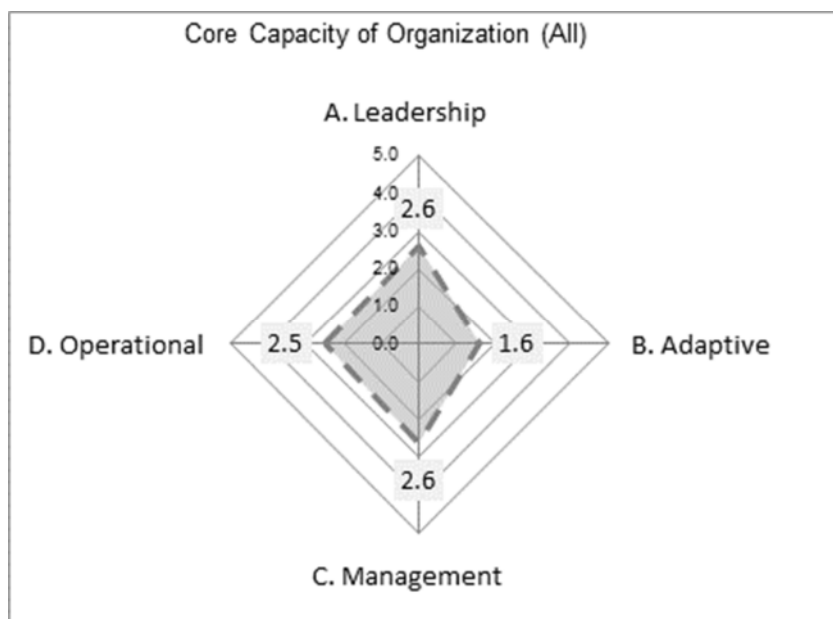 Core Capacity of Organization (All)
A. Leadership
5.0
4.0
2.6
3.0
2.0
1.0
D. Operational
2.5
0.0
1.6
B. Adaptive
2.6
C. Management